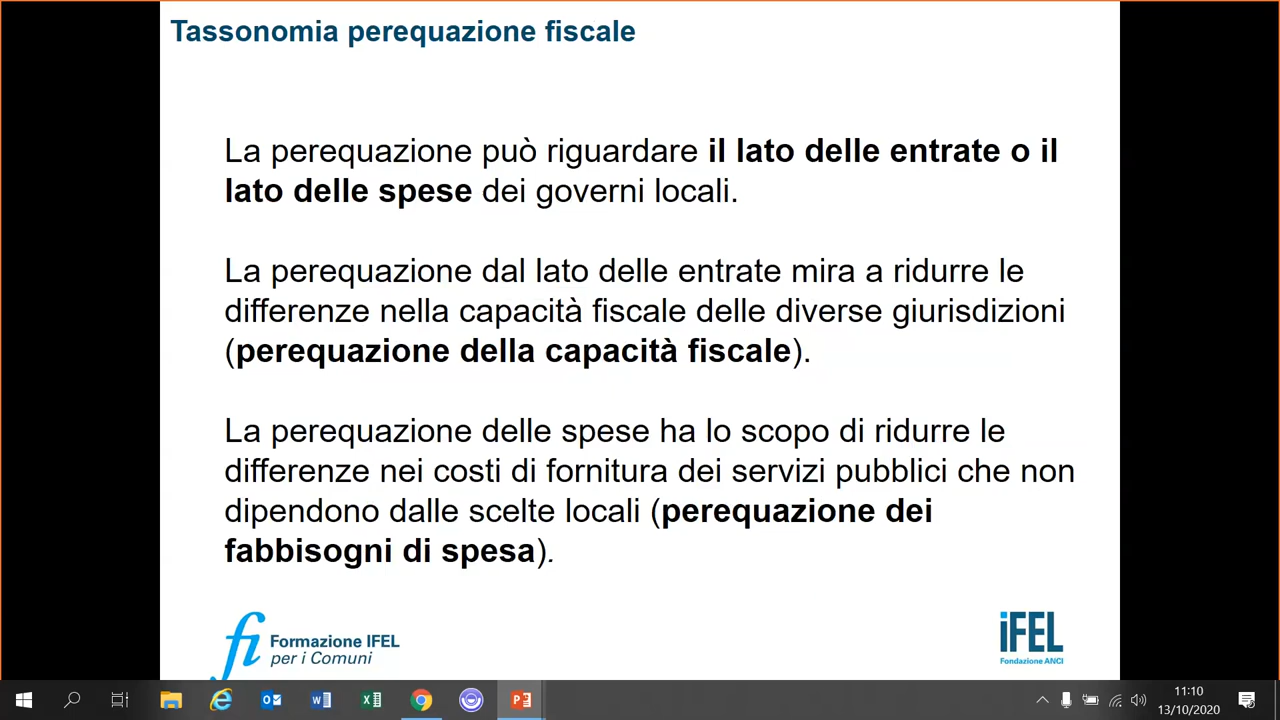 Tassonomia perequazione fiscale
La perequazione può riguardare il lato delle entrate o il
lato delle spese dei governi locali.
La perequazione dal lato delle entrate mira a ridurre le
differenze nella capacità fiscale delle diverse giurisdizioni
(perequazione della capacità fiscale).
La perequazione delle spese ha lo scopo di ridurre le
differenze nei costi di fornitura dei servizi pubblici che non
dipendono dalle scelte locali (perequazione dei
fabbisogni di spesa).
fi Formazione IFEL
per i Comuni
iFEL
Fondazione ANCI
11:10
13/10/2020